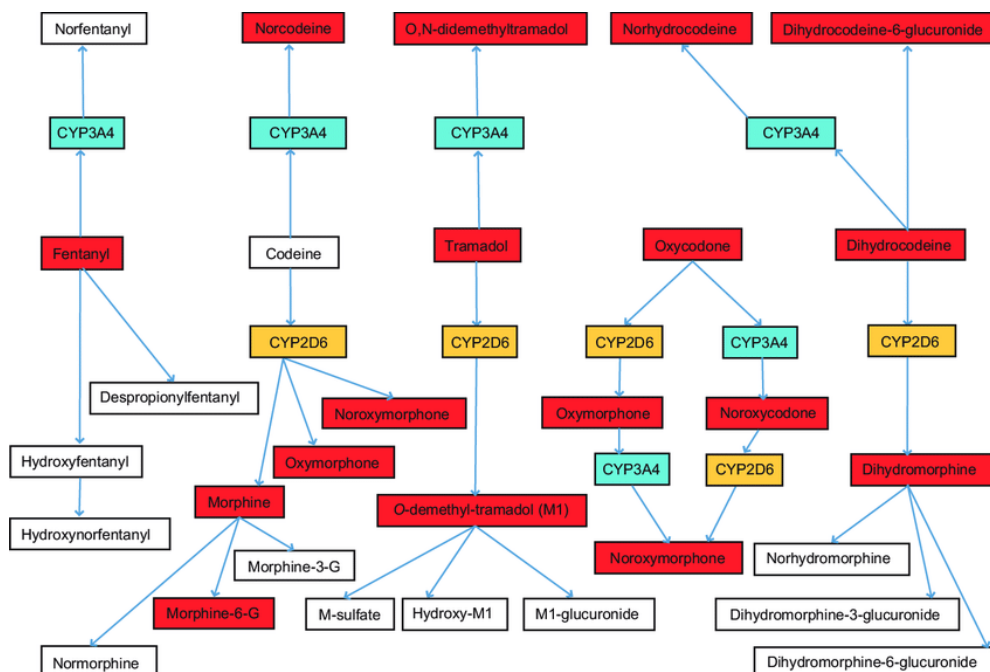 Norfentanyl
Norcodeine
O,N-didemethyltramadol
Norhydrocodeine
Dihydrocodeine-6-glucuronide
CYP3A4
CYP3A4
CYP3A4
CYP3A4
Fentanyl
Codeine
Tramadol
Oxycodone
Dihydrocodeine
CYP2D6
CYP2D6
CYP2D6
CYP3A4
CYP2D6
Despropionylfentanyl
Noroxymorphone
Oxymorphone
Noroxycodone
Hydroxyfentanyl
Oxymorphone
CYP3A4
CYP2D6
Dihydromorphine
Morphine
O-demethyl-tramadol (M1)
Hydroxynorfentanyl
Morphine-3-G
Noroxymorphone
Norhydromorphine
Morphine-6-G
M-sulfate
Hydroxy-M1
M1-glucuronide
Dihydromorphine-3-glucuronide
Normorphine
Dihydromorphine-6-glucuronide